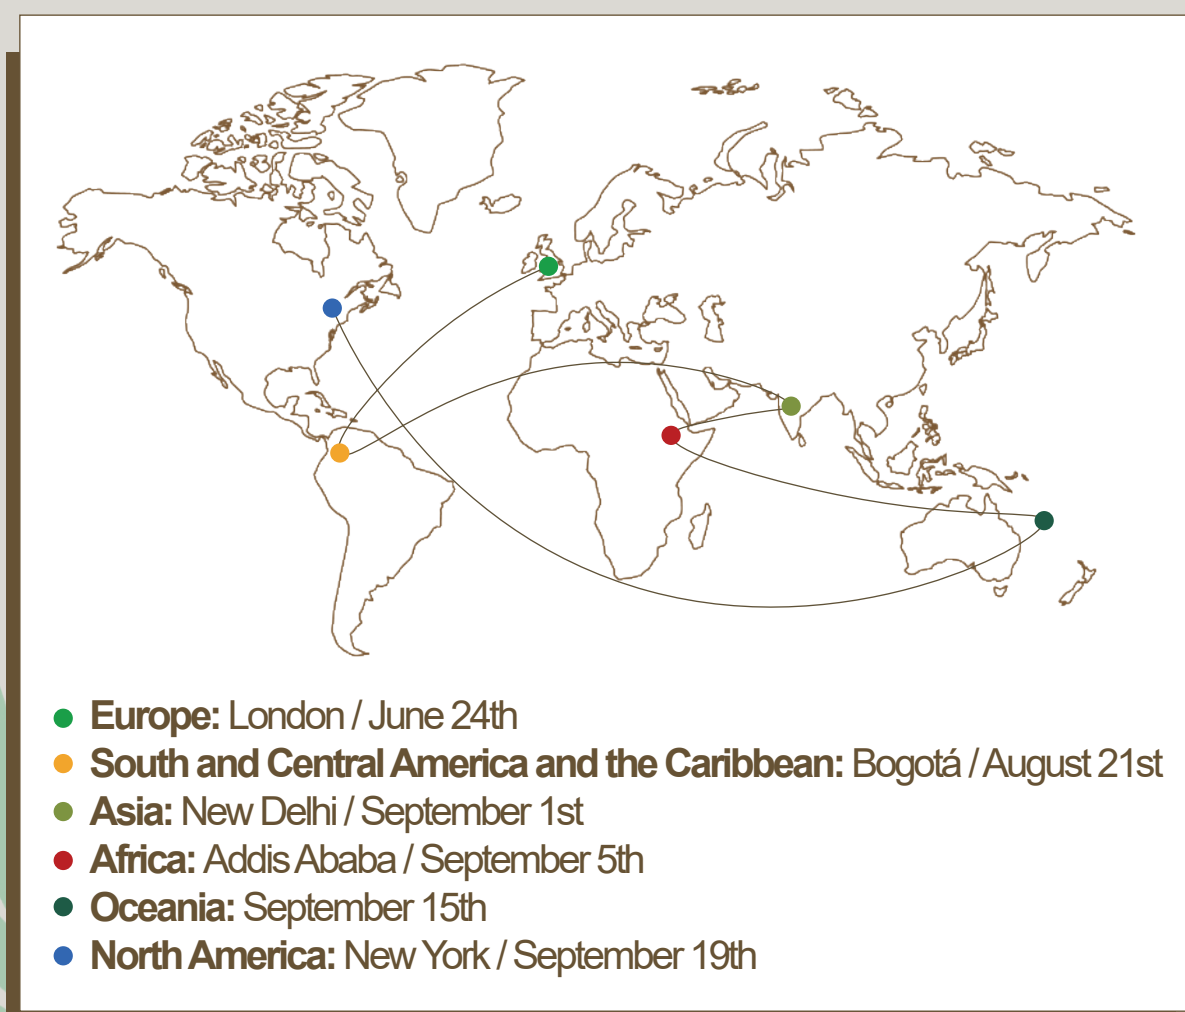 Europe: London / June 24th
South and Central America and the Caribbean: Bogotá / August 21st
Asia: New Delhi / September 1st
Africa: Addis Ababa / September 5th
Oceania: September 15th
North America: New York / September 19th